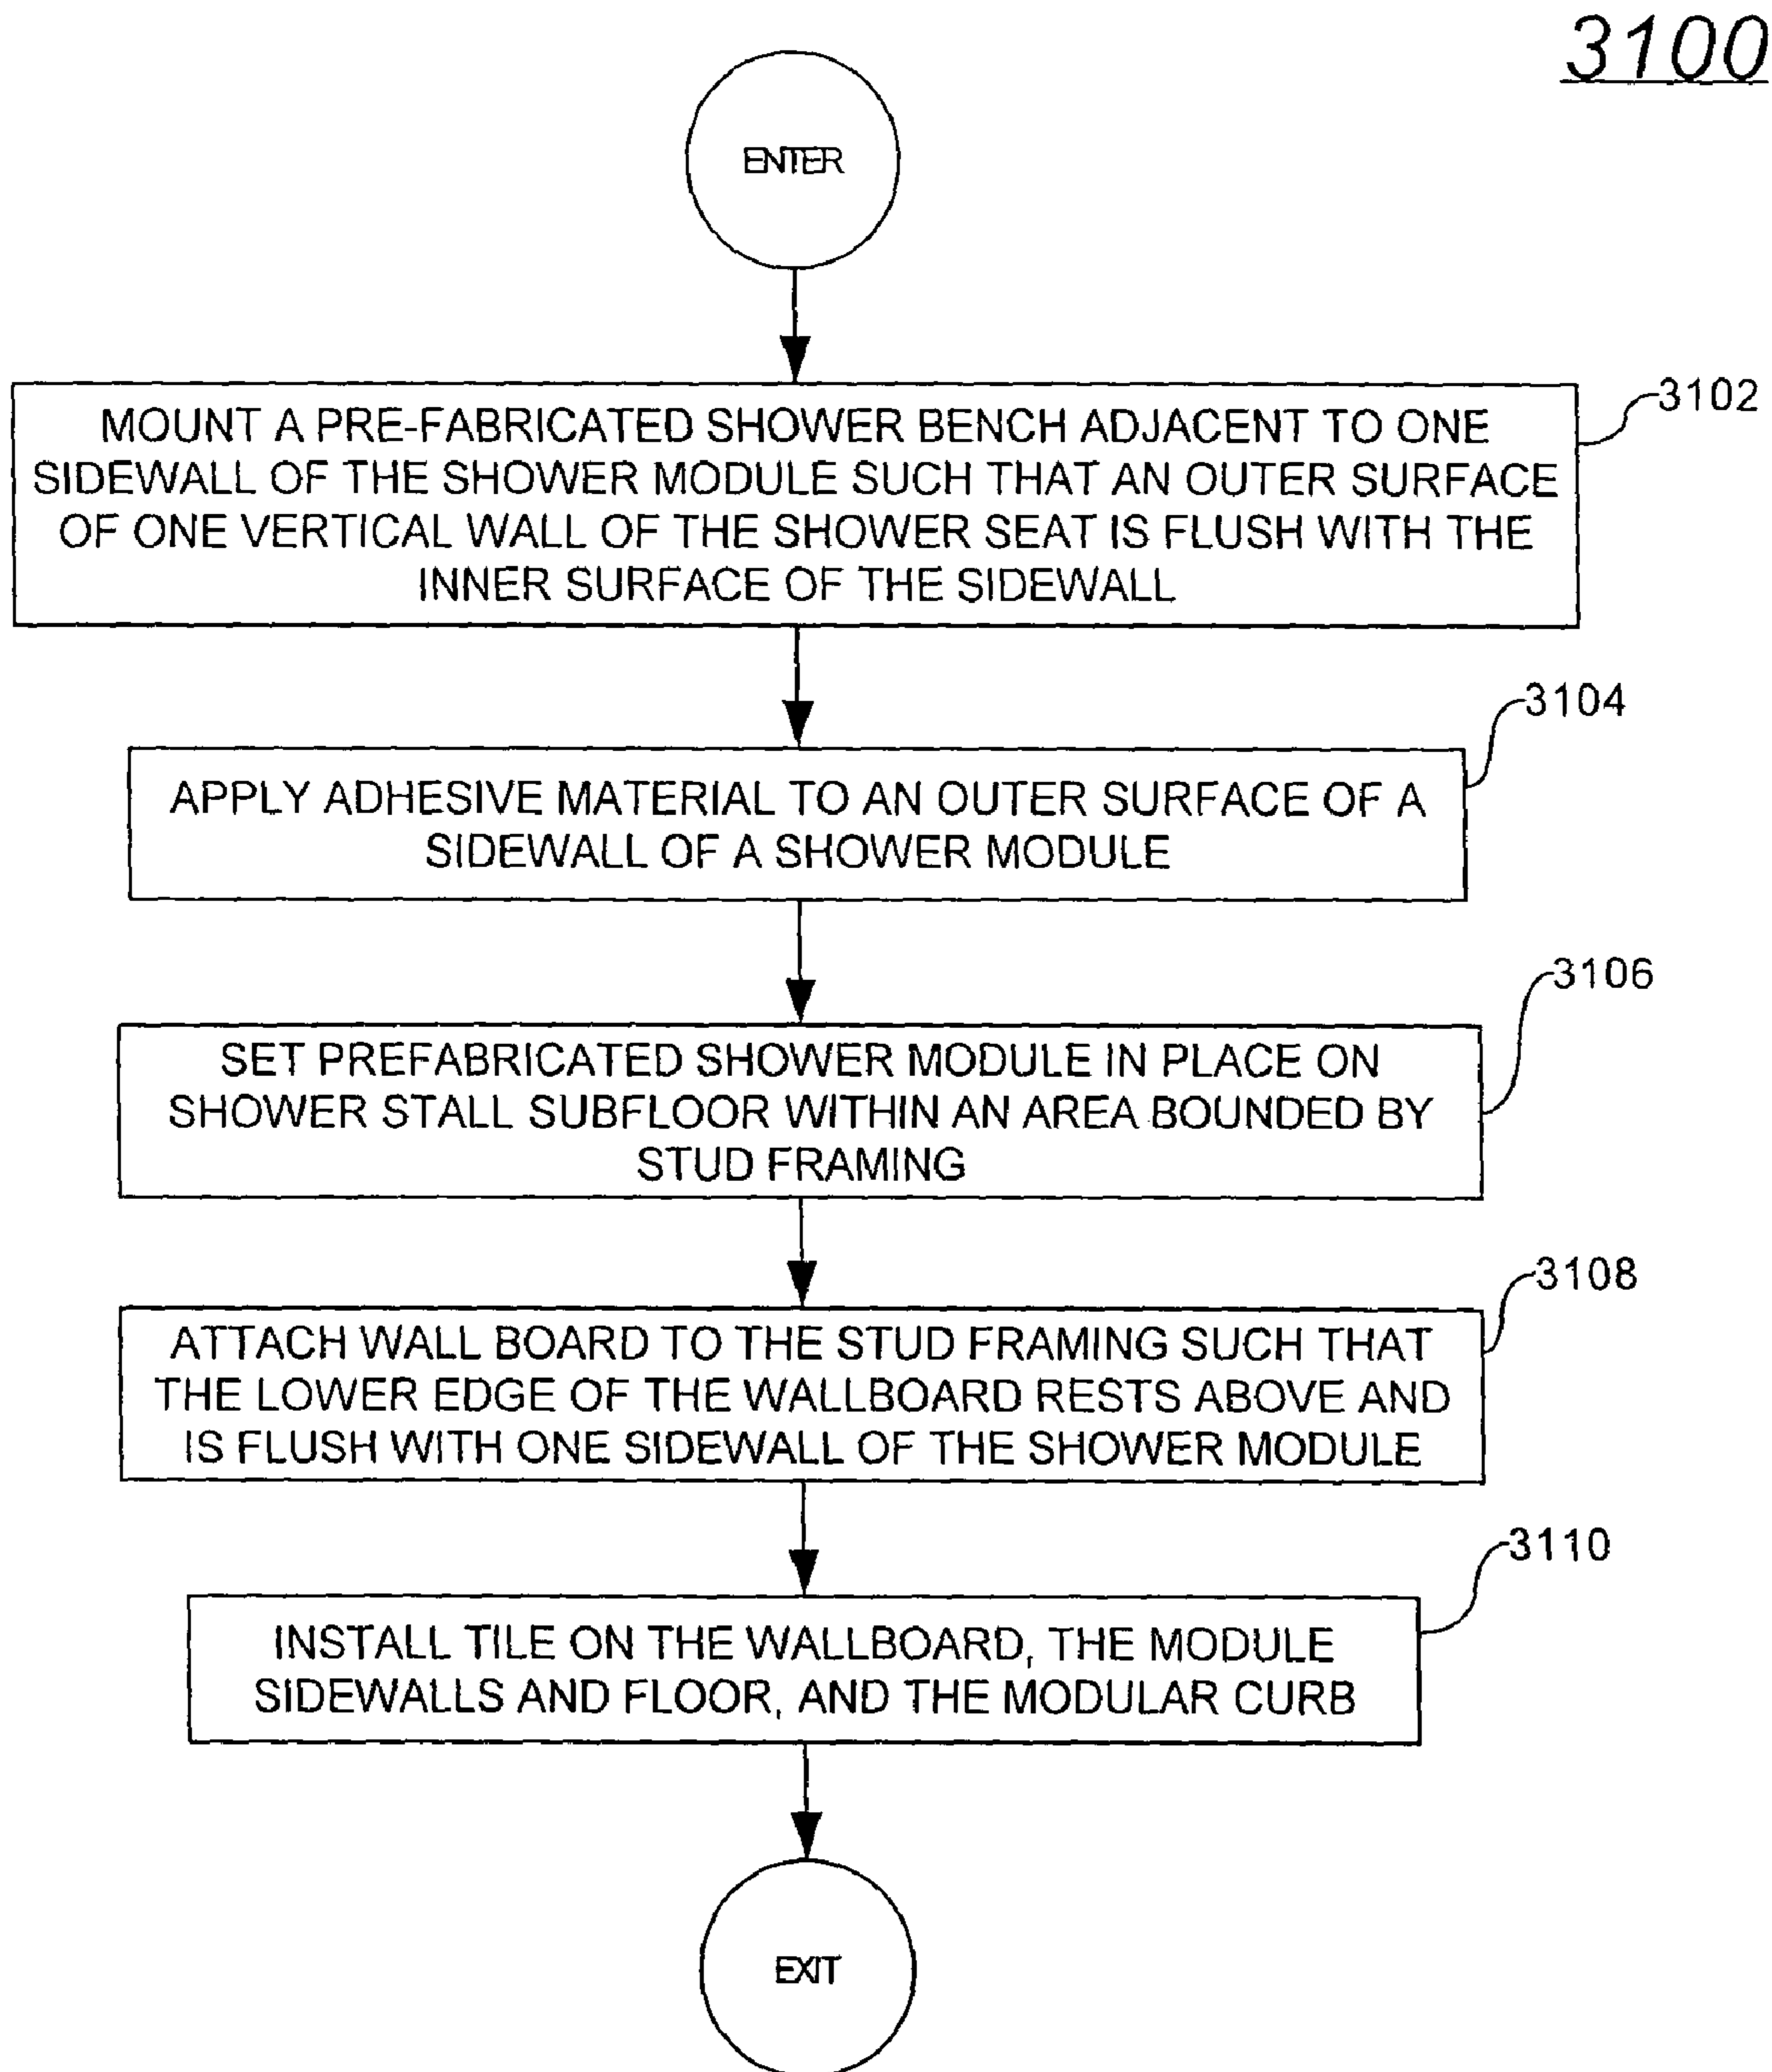 3100
ENTER
3102
MOUNT A PRE-FABRICATED SHOWER BENCH ADJACENT TO ONE
SIDEWALL OF THE SHOWER MODULE SUCH THAT AN OUTER SURFACE
OF ONE VERTICAL WALL OF THE SHOWER SEAT IS FLUSH WITH THE
INNER SURFACE OF THE SIDEWALL
3104
APPLY ADHESIVE MATERIAL TO AN OUTER SURFACE OF A
SIDEWALL OF A SHOWER MODULE
3106
SET PREFABRICATED SHOWER MODULE IN PLACE ON
SHOWER STALL SUBFLOOR WITHIN AN AREA BOUNDED BY
STUD FRAMING
3108
ATTACH WALL BOARD TO THE STUD FRAMING SUCH THAT
THE LOWER EDGE OF THE WALLBOARD RESTS ABOVE AND
IS FLUSH WITH ONE SIDEWALL OF THE SHOWER MODULE
3110
INSTALL TILE ON THE WALLBOARD, THE MODULE
SIDEWALLS AND FLOOR, AND THE MODULAR CURB
EXIT